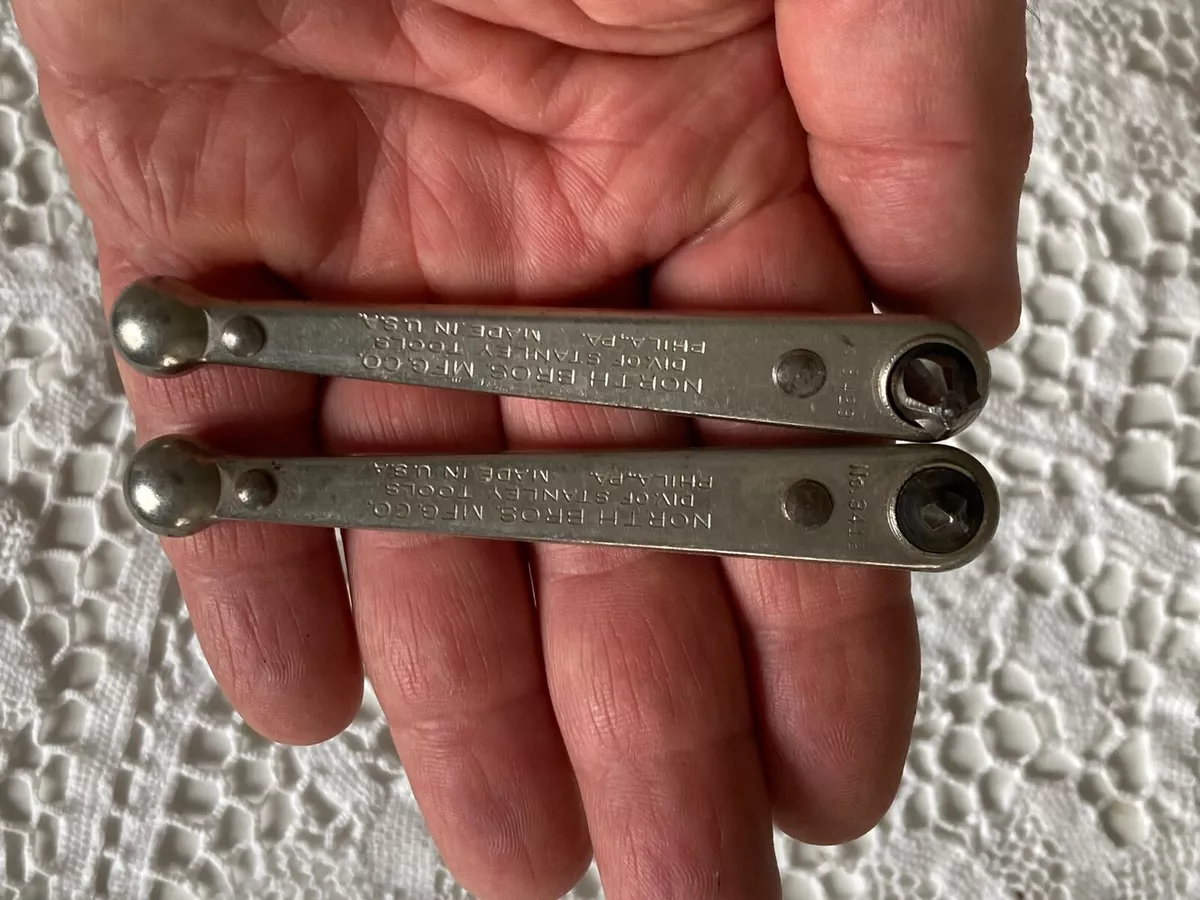 NORTH BROS. MFG. CO.
DIV. OF STANLEY TOOLS
PHILA., PA. MADE IN U.S.A.
NORTH BROS. MFG. CO.
DIV. OF STANLEY TOOLS
PHILA., PA. MADE IN U.S.A.
No.